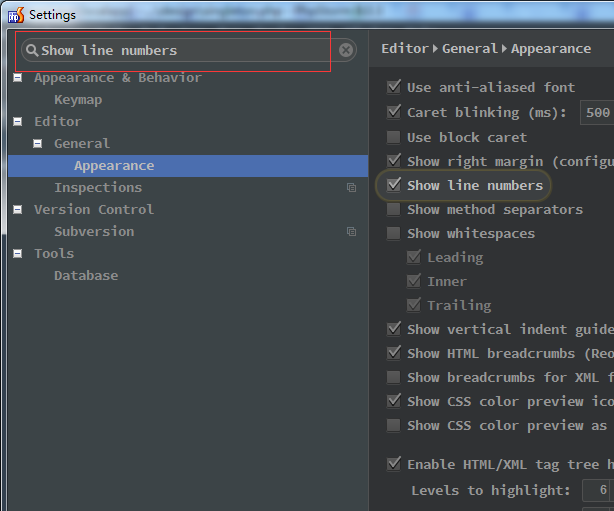 Settings
Show line numbers
Appearance & Behavior
Keymap
Editor
General
Appearance
Inspections
Version Control
Subversion
Tools
Database
Editor General Appearance
Use anti-aliased font
Caret blinking (ms): 500
Use block caret
Show right margin (configu
Show line numbers
Show method separators
Show whitespaces
Leading
Inner
Trailing
Show vertical indent guide
Show HTML breadcrumbs (Reo
Show breadcrumbs for XML f
Show CSS color preview ico
Show CSS color preview as
Enable HTML/XML tag tree h
Levels to highlight: 6